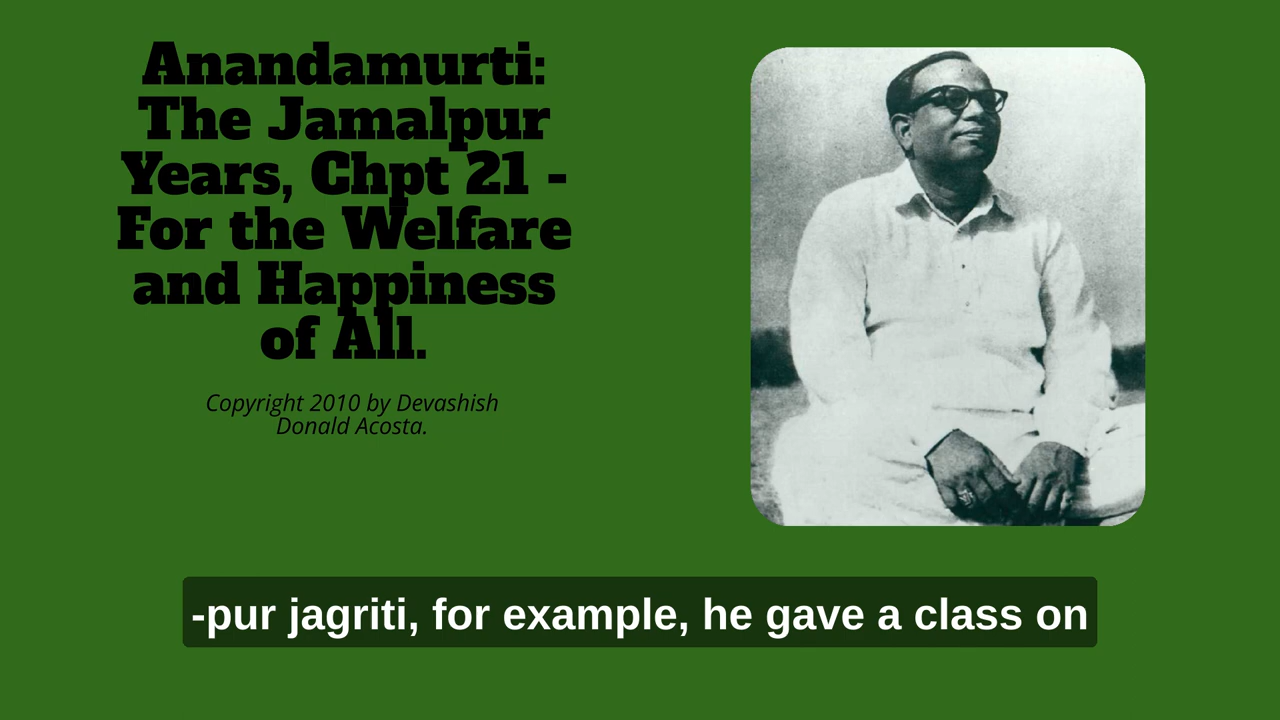 Anandamurti:
The Jamalpur
Years, Chpt 21 -
For the Welfare
and Happiness
of All.
Copyright 2010 by Devashish
Donald Acosta.
-pur jagriti, for example, he gave a class on